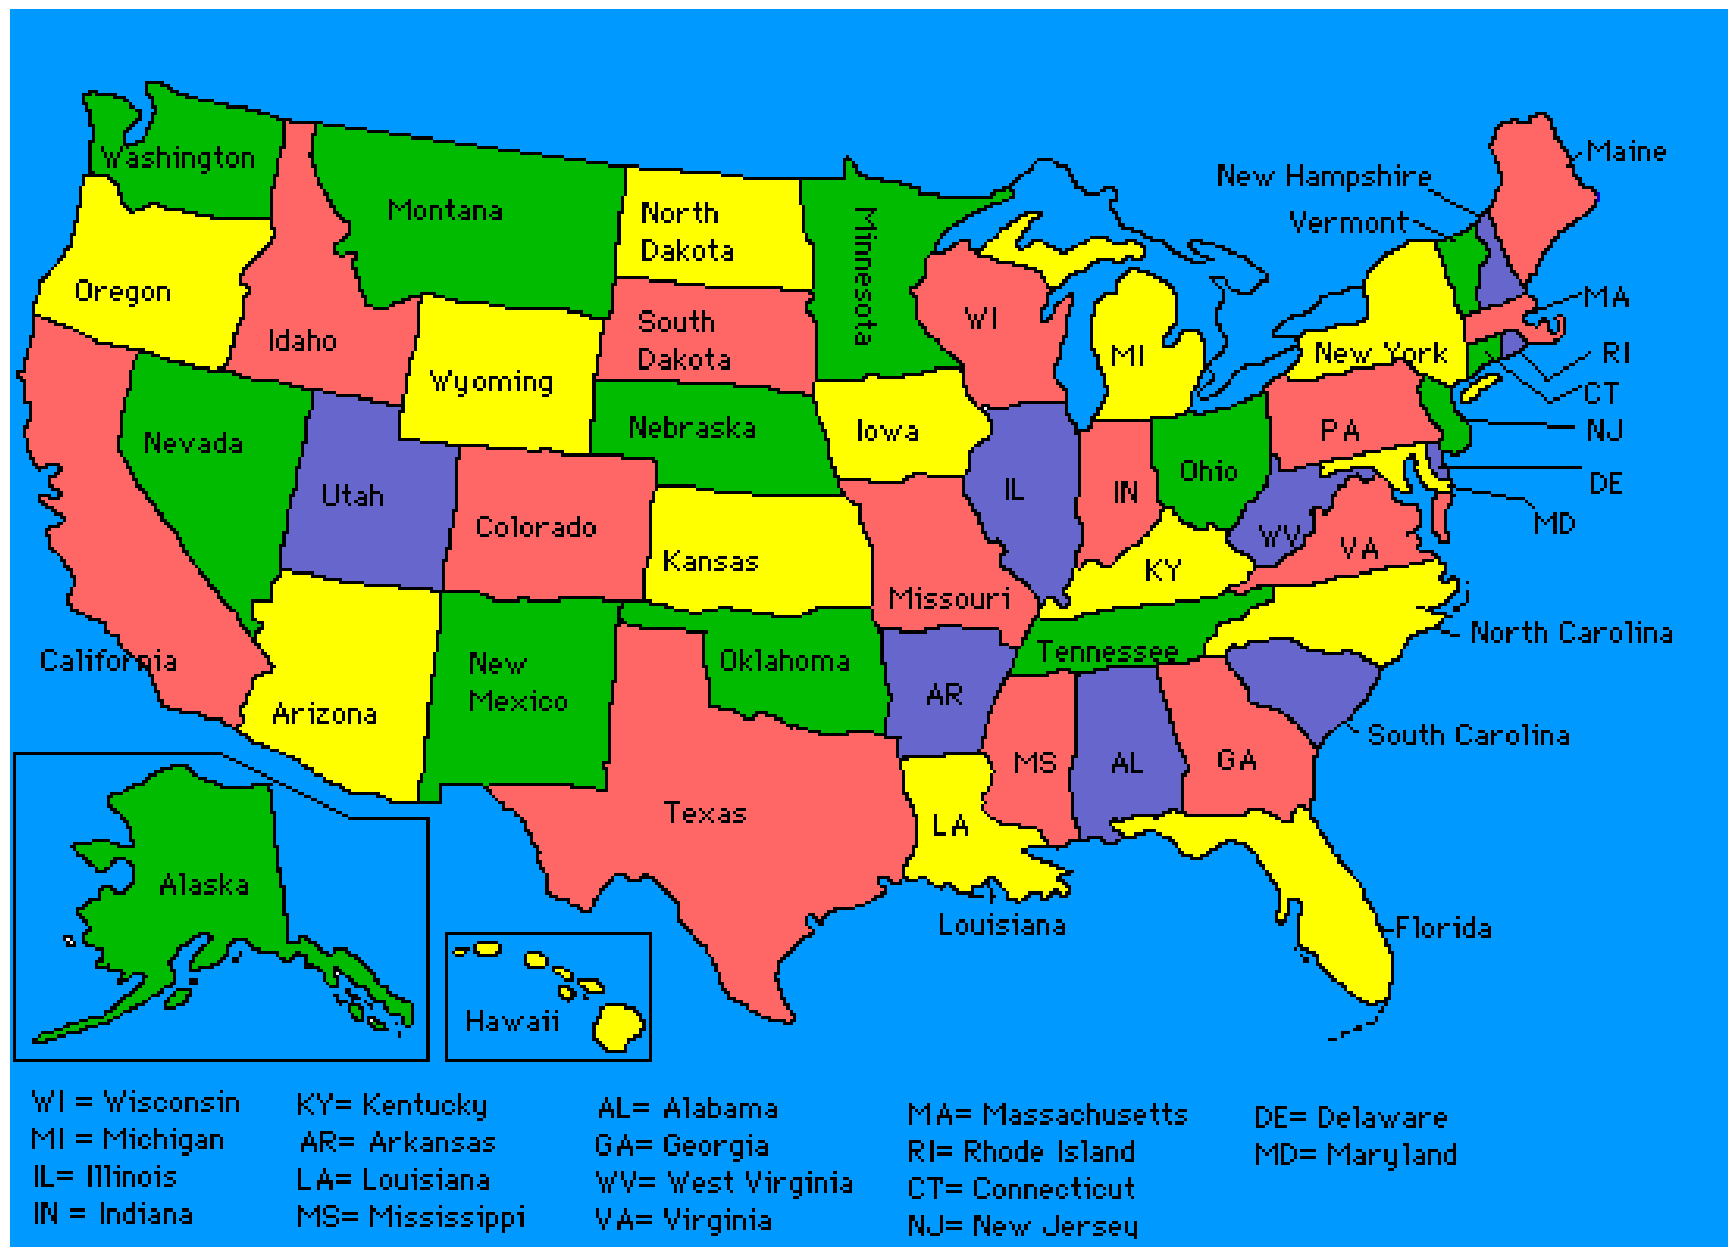 Washington
Montana
North
Dakota
Minnesota
Maine
New Hampshire
Vermont
Oregon
Idaho
South
Dakota
WI
MA
Wyoming
MI
New York
RI
CT
Nevada
Nebraska
Iowa
PA
NJ
Utah
Colorado
IL
IN
Ohio
DE
MD
Kansas
KY
WV
VA
Missouri
California
New
Mexico
Oklahoma
Tennessee
North Carolina
Arizona
AR
South Carolina
Texas
MS
AL
GA
LA
Alaska
Louisiana
Florida
Hawaii
WI = Wisconsin
MI = Michigan
IL= Illinois
IN = Indiana
KY= Kentucky
AR= Arkansas
LA= Louisiana
MS= Mississippi
AL= Alabama
GA= Georgia
WV= West Virginia
VA= Virginia
MA= Massachusetts
RI= Rhode Island
CT= Connecticut
NJ= New Jersey
DE= Delaware
MD= Maryland